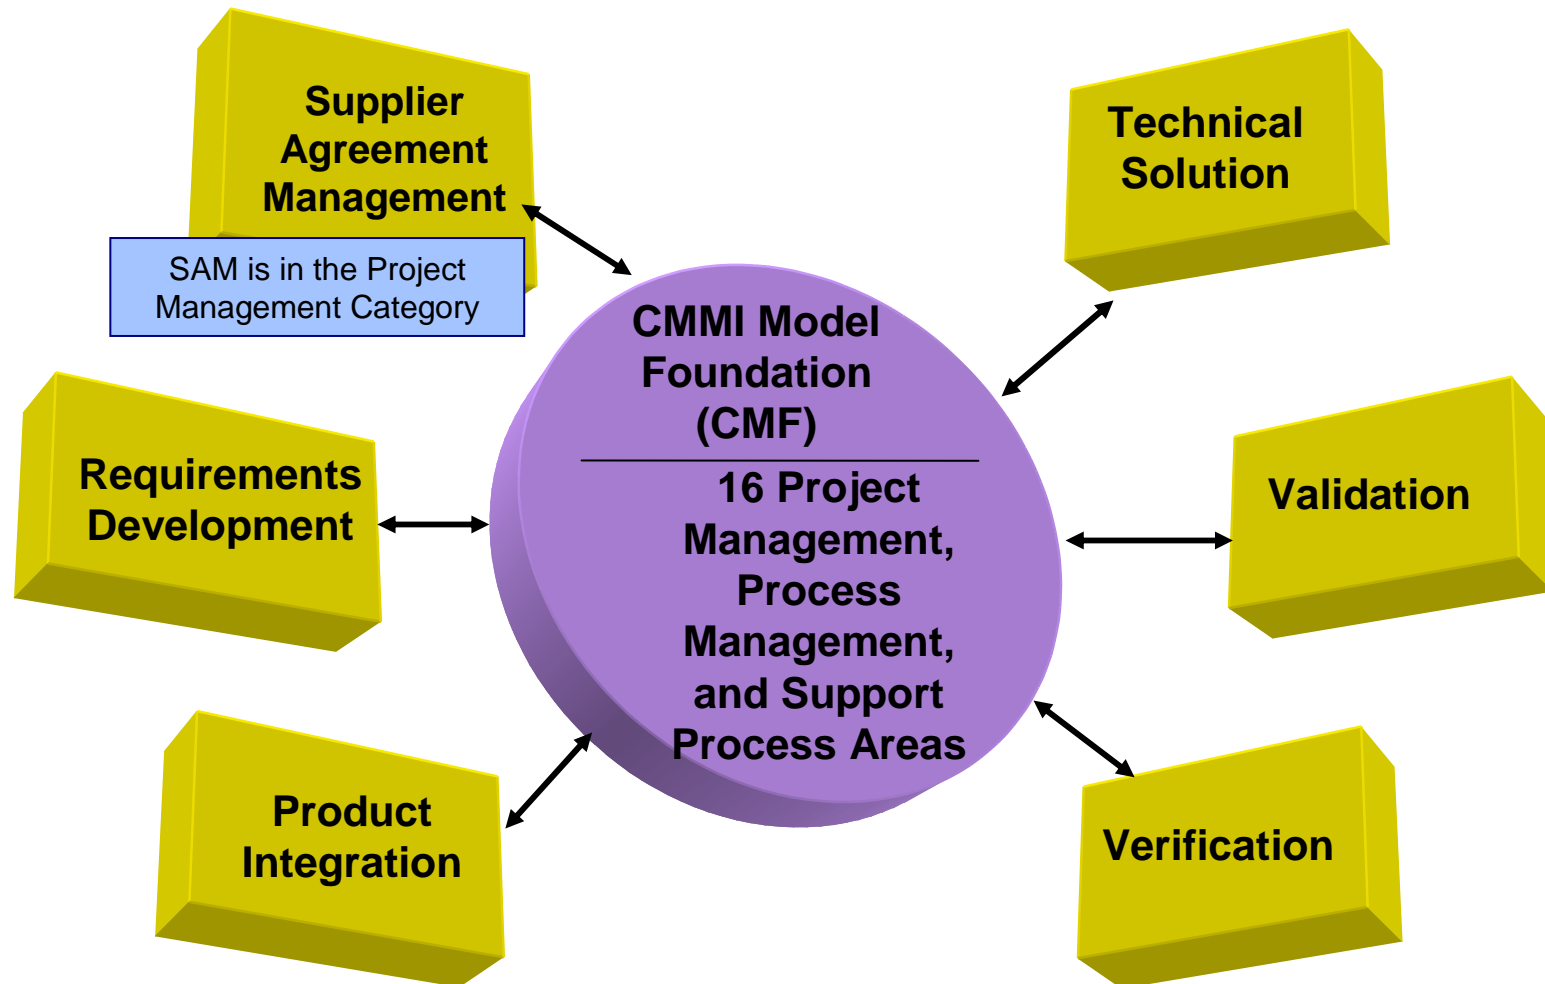 Supplier
Agreement
Management
SAM is in the Project
Management Category
Requirements
Development
Product
Integration
CMMI Model
Foundation
(CMF)
16 Project
Management,
Process
Management,
and Support
Process Areas
Technical
Solution
Validation
Verification